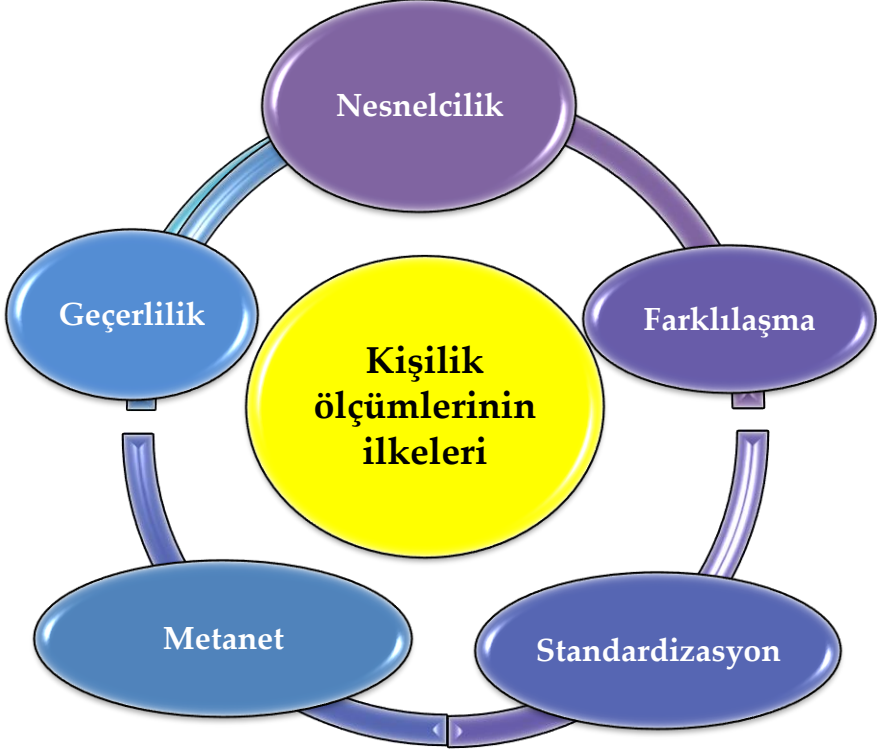 Nesnelcilik
Geçerlilik
Farklılaşma
Kişilik
ölçümlerinin
ilkeleri
Metanet
Standardizasyon